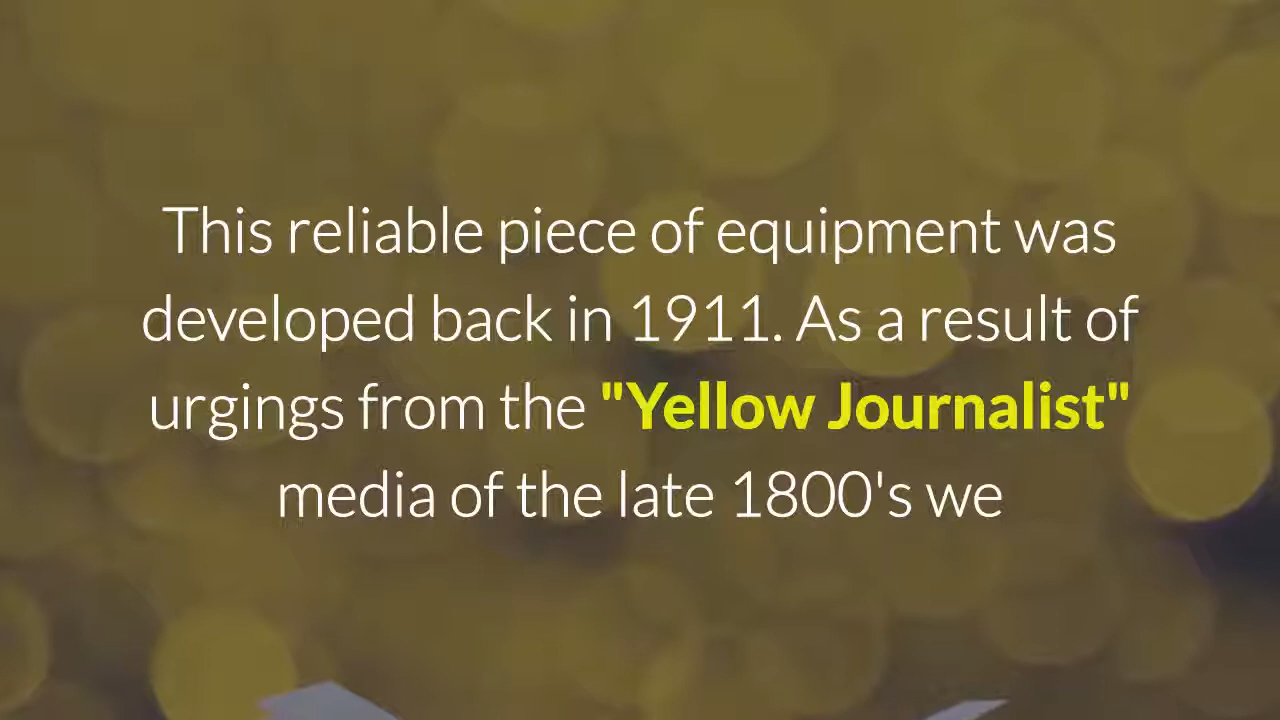 This reliable piece of equipment was
developed back in 1911. As a result of
urgings from the "Yellow Journalist"
media of the late 1800's we